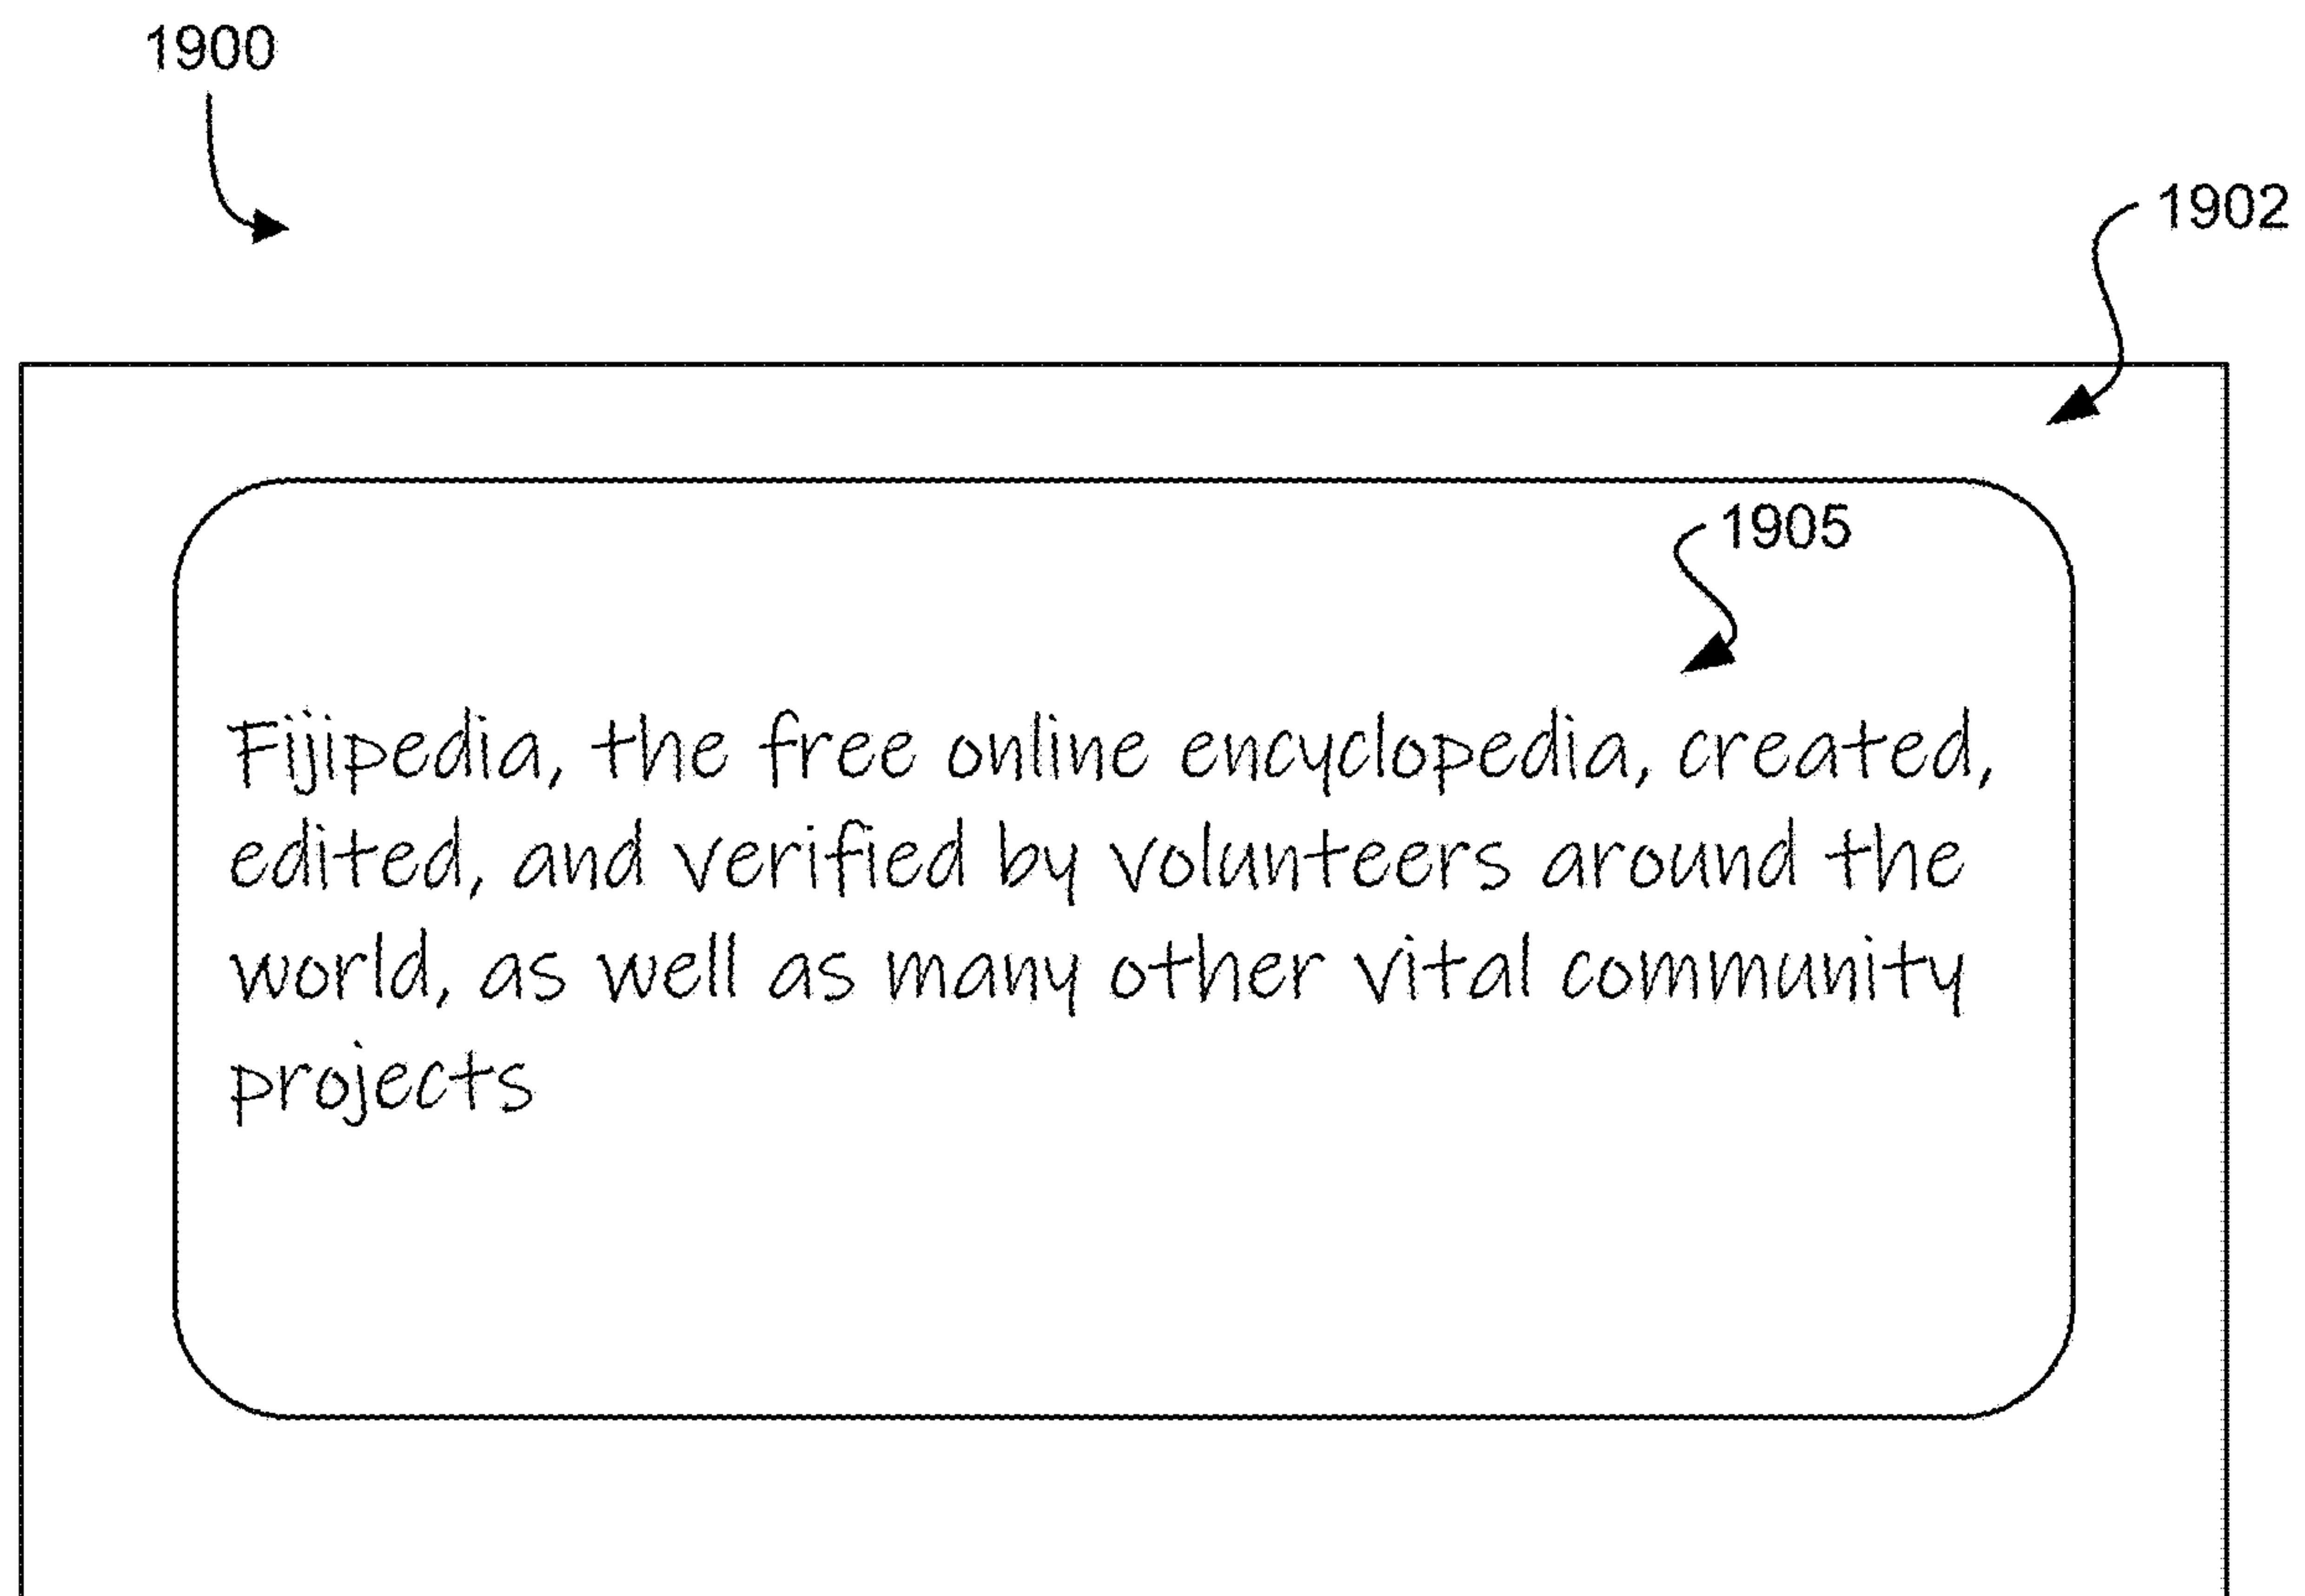 1900
1902
1905
Fijipedia, the free online encyclopedia, created,
edited, and verified by volunteers around the
world, as well as many other vital community
projects